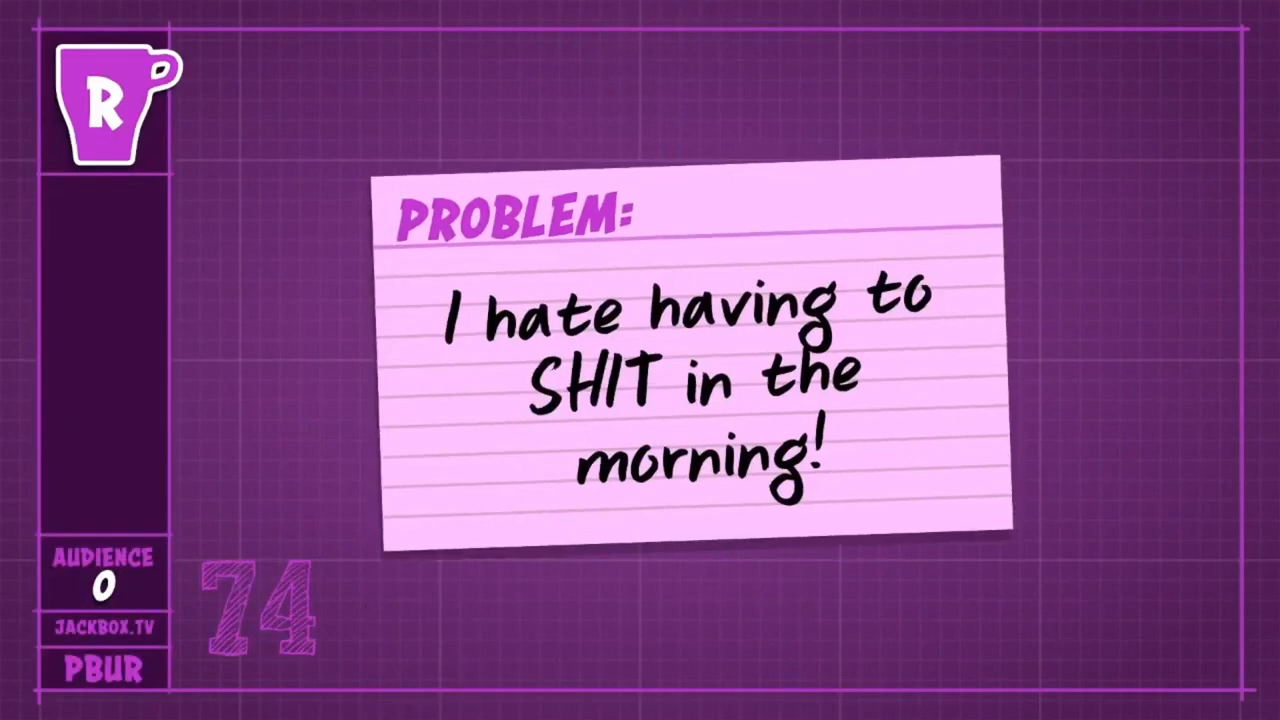 R
PROBLEM:
I hate having to
SHIT in the
morning!
AUDIENCE
0
JACKBOX.TV
PBUR
74